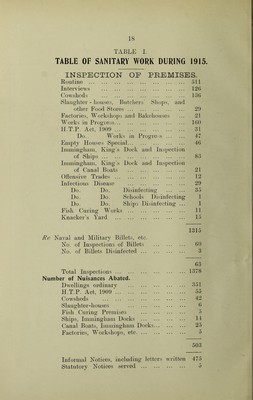 18
TABLE I.
TABLE OF SANITARY WORK DURING 1915.
INSPECTION OF PREMISES.
Routine ... 511
Interviews ... 126
Cowsheds ... 136
Slaughter-houses, Butchers' Shops, and
other Food Stores ... 29
Factories, Workshops and Bakehouses ... 21
Works in Progress ... 160
H.T.P. Act, 1909 ... 31
Do. Works in Progress ... 47
Empty Houses Special ... 46
Immingham, King's Dock and Inspection
of Ships ... 63
Immingham, King's Dock and Inspection
of Canal Boats ... 21
Offensive Trades ... 12
Infectious Disease ... 29
Do. Do. Disinfecting ... 35
Do. Do. Schools Disinfecting 1
Do. Do. Ships Disinfecting ... 1
Fish Curing Works ... 11
Knacker's Yard ... 15
1315
Re Naval and Military Billets, etc.
No of Inspections of Billets ... 60
No. of Billets Disinfected ... 3
63
Total Inspections ... 1378
Number of Nuisances Abated.
Dwellings ordinary ... 351
H.T.P. Act, 1909 ... 55
Cowsheds ... 42
Slaughter-houses ... 6
Fish Curing Premises ... 5
Ships, Immingham Docks ... 14
Canal Boats, Immingham Docks ... 23
Factories, Workshops, etc. ... 5
503
Informal Notices, including letters written 475
Statutory Notices served ... 5